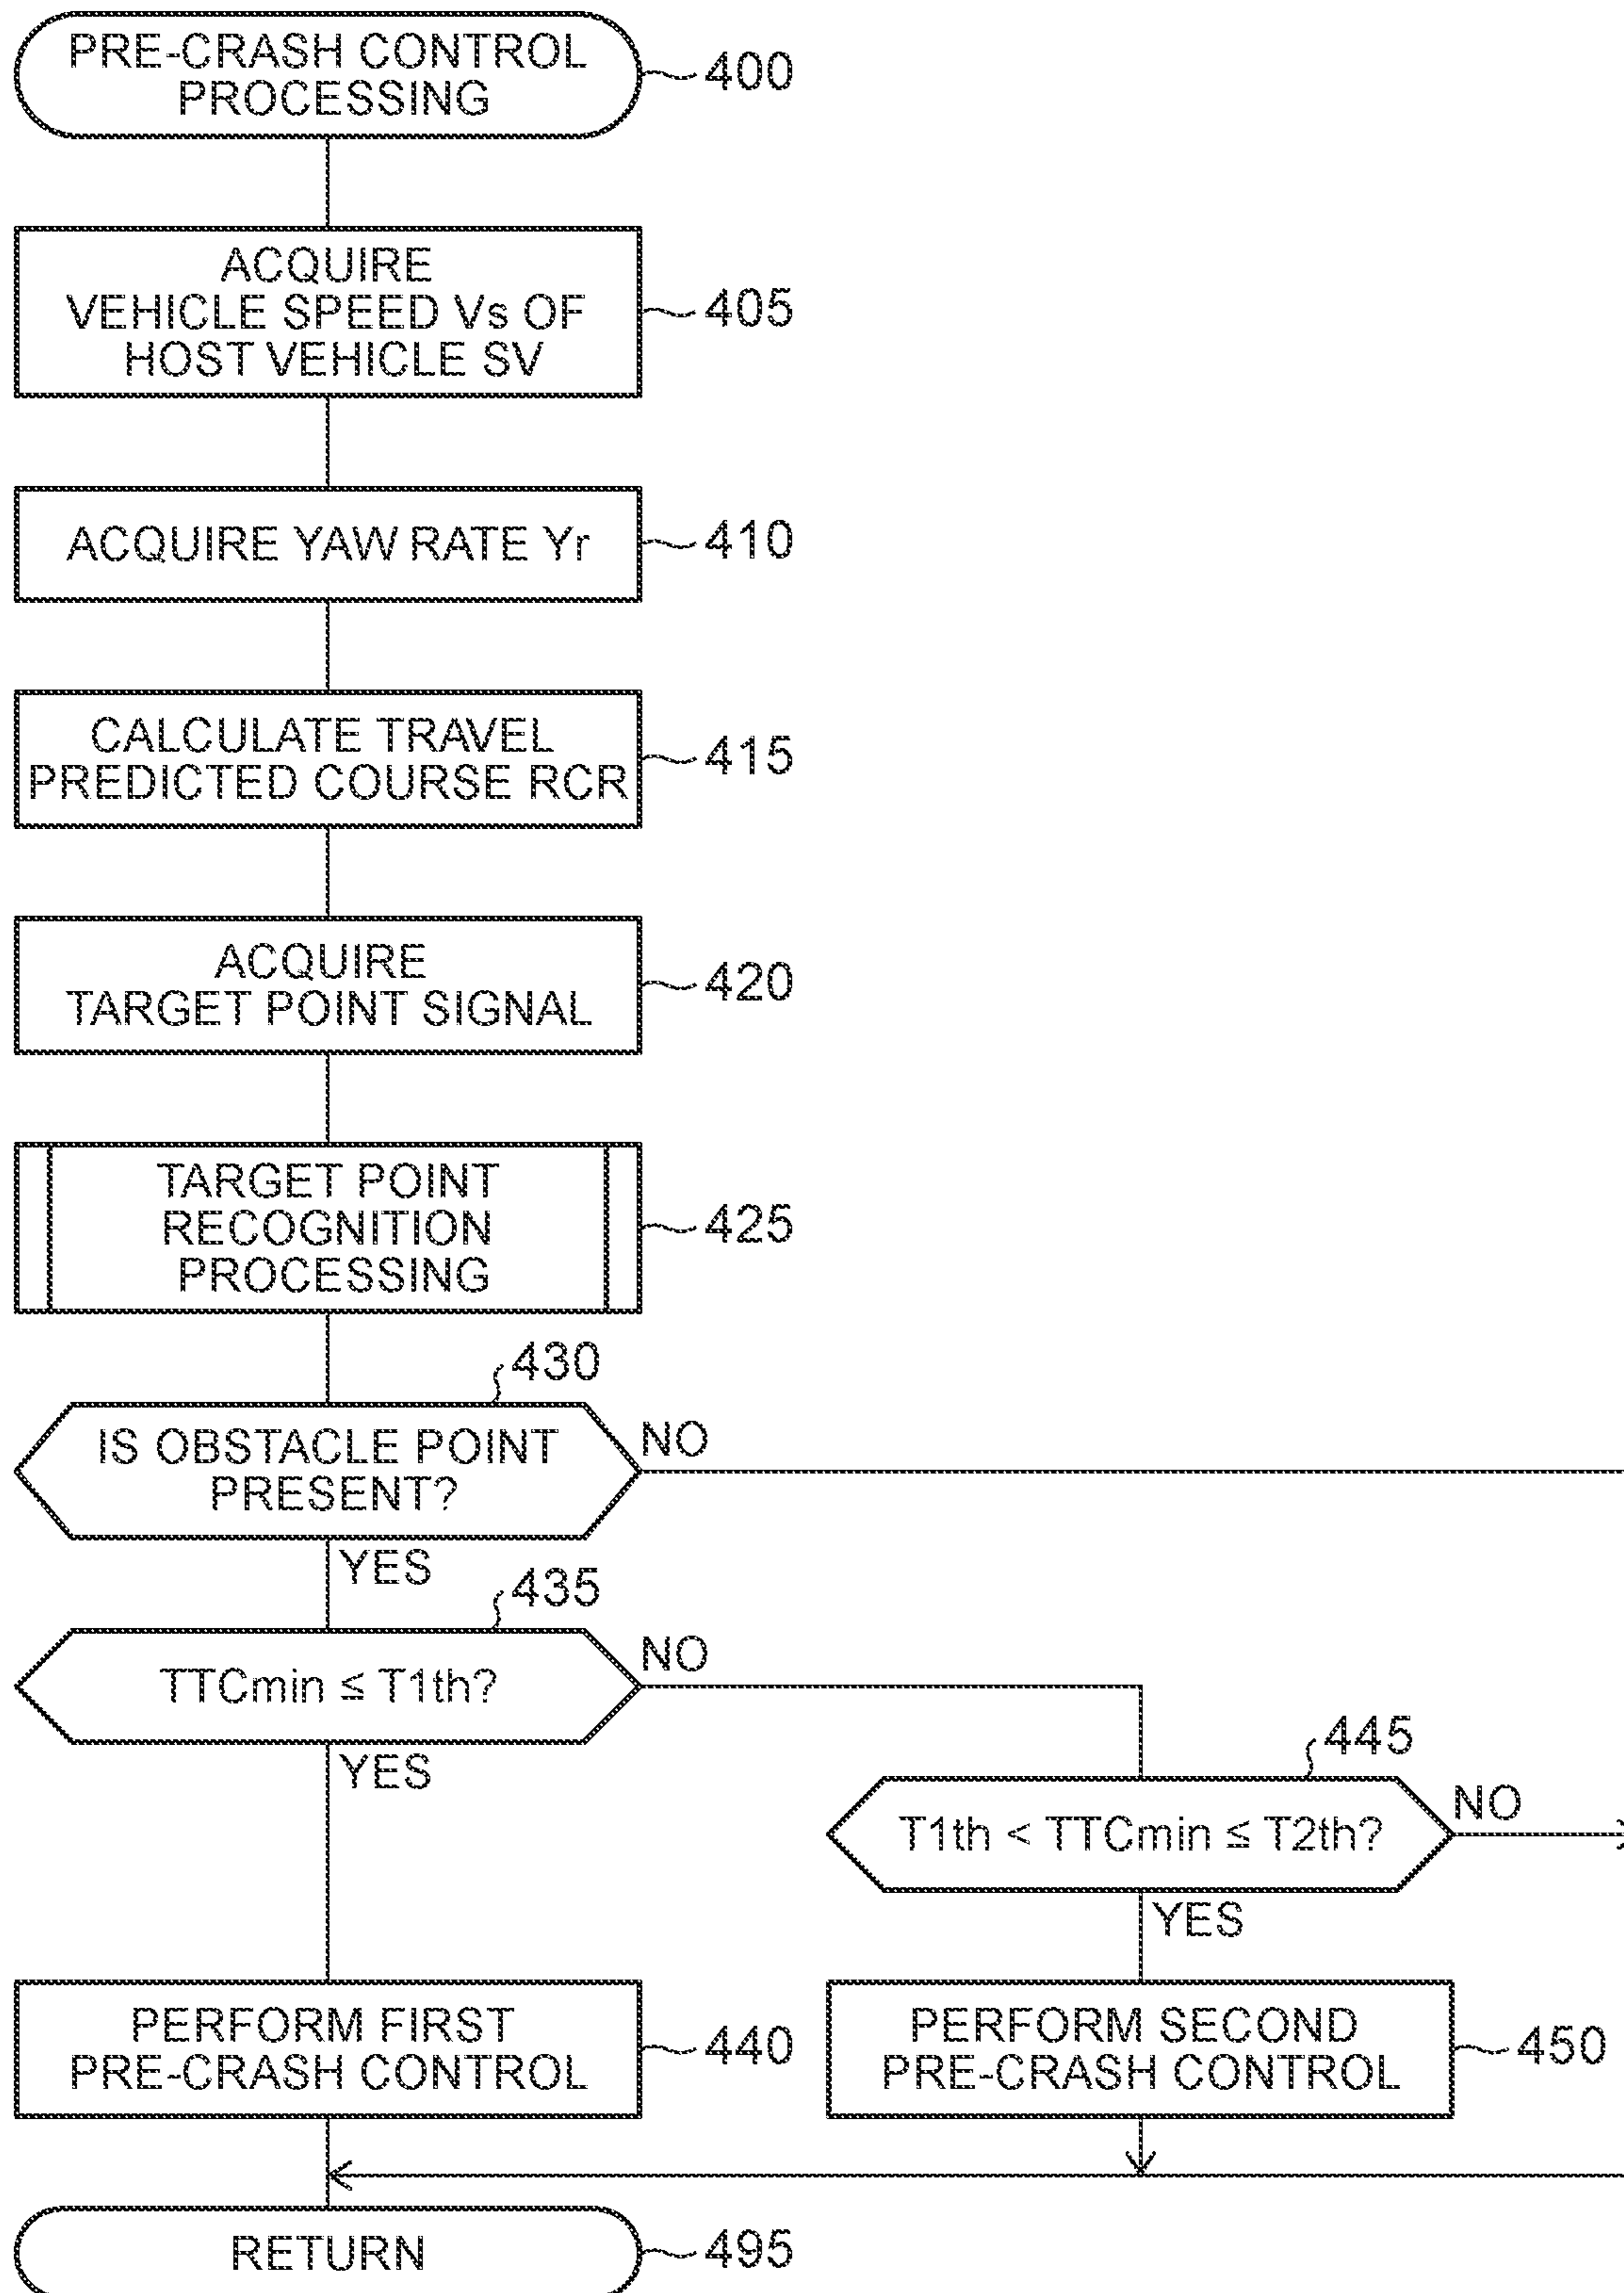 PRE-CRASH CONTROL
PROCESSING
400
ACQUIRE
VEHICLE SPEED Vs OF
HOST VEHICLE SV
405
ACQUIRE YAW RATE Yr
410
CALCULATE TRAVEL
PREDICTED COURSE RCR
415
ACQUIRE
TARGET POINT SIGNAL
420
TARGET POINT
RECOGNITION
PROCESSING
425
430
IS OBSTACLE POINT
PRESENT?
NO
YES
435
TTCmin ≤ T1th?
NO
YES
445
T1th < TTCmin ≤ T2th?
NO
YES
PERFORM FIRST
PRE-CRASH CONTROL
440
PERFORM SECOND
PRE-CRASH CONTROL
450
RETURN
495